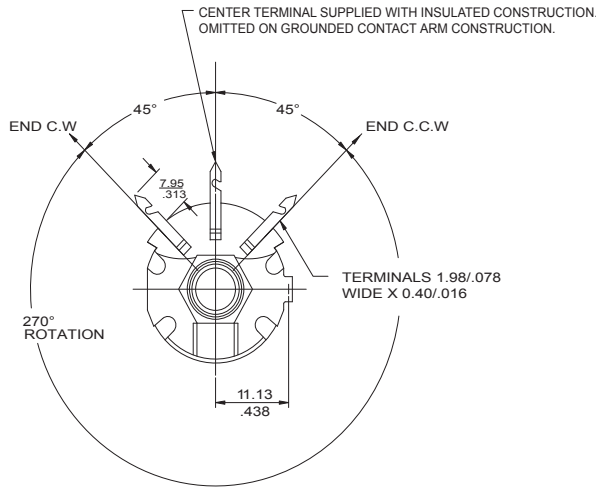 CENTER TERMINAL SUPPLIED WITH INSULATED CONSTRUCTION.
OMITTED ON GROUNDED CONTACT ARM CONSTRUCTION.
45°
45°
END C.W
END C.C.W
7.95
.313
TERMINALS 1.98/.078
WIDE X 0.40/.016
270°
ROTATION
11.13
.438